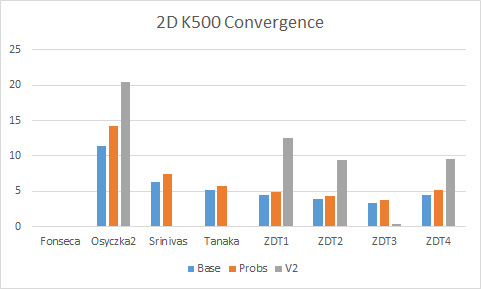 2D K500 Convergence
25
20
15
10
5
0
Fonseca Osyczka2 Srinivas Tanaka ZDT1 ZDT2 ZDT3 ZDT4
Base Probs V2